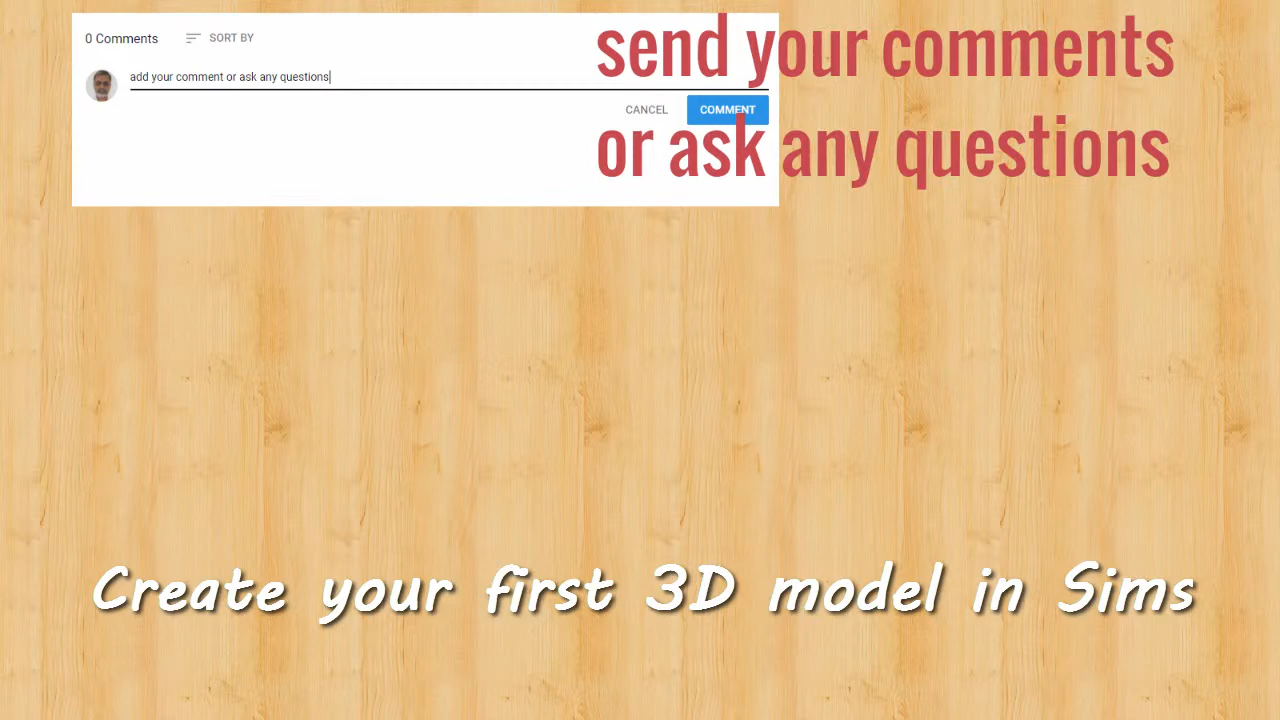 0 Comments SORT BY
add your comment or ask any questions
CANCEL COMMENT
send your comments
or ask any questions
Create your first 3D model in Sims